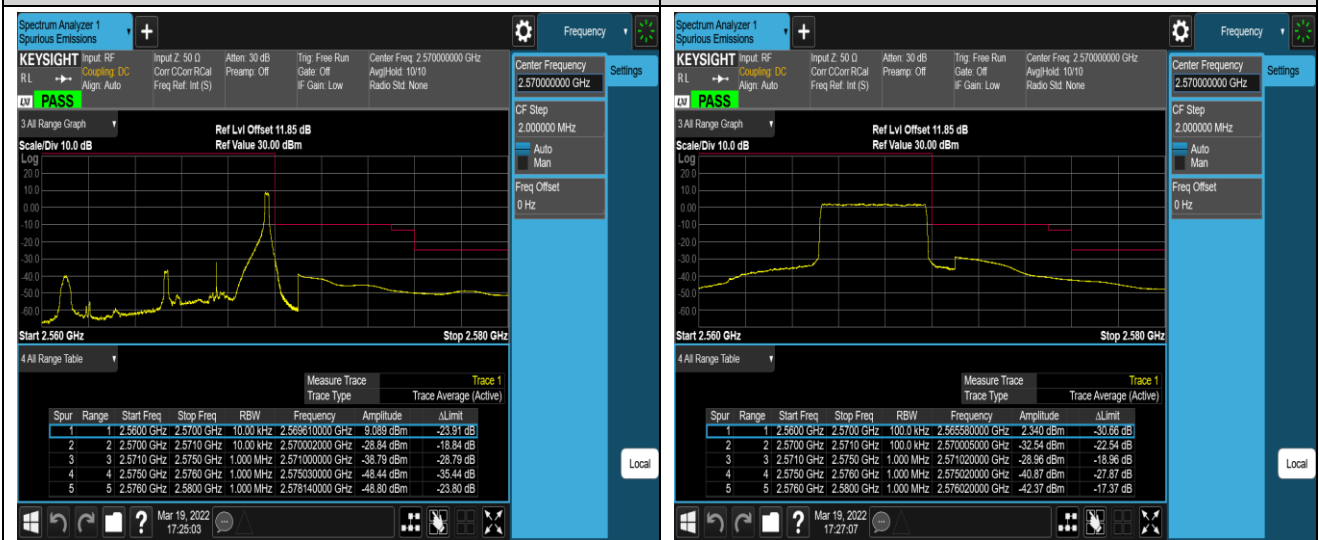 Spectrum Analyzer 1
Spurious Emissions
Frequency
KEYSIGHT
Input: RF
Coupling: DC
Align: Auto
Input Z: 50 Ω
Corr CCorr RCal
Freq Ref: Int (S)
Atten: 30 dB
Preamp: Off
Trig: Free Run
Gate: Off
IF Gain: Low
Center Freq: 2.570000000 GHz
Avg|Hold: 10/10
Radio Std: None
RL
LXI
PASS
3 All Range Graph
Ref Lvl Offset 11.85 dB
Scale/Div 10.0 dB
Ref Value 30.00 dBm
Log
20.0
10.0
0.00
-10.0
-20.0
-30.0
-40.0
-50.0
-60.0
Start 2.560 GHz
Stop 2.580 GHz
4 All Range Table
Measure Trace Trace 1
Trace Type Trace Average (Active)
Spur Range Start Freq Stop Freq RBW Frequency Amplitude ΔLimit
1 1 2.5600 GHz 2.5700 GHz 10.00 kHz 2.569610000 GHz 9.089 dBm -23.91 dB
2 2 2.5700 GHz 2.5710 GHz 10.00 kHz 2.570002000 GHz -28.84 dBm -18.84 dB
3 3 2.5710 GHz 2.5750 GHz 1.000 MHz 2.571000000 GHz -38.79 dBm -28.79 dB
4 4 2.5750 GHz 2.5760 GHz 1.000 MHz 2.575030000 GHz -48.44 dBm -35.44 dB
5 5 2.5760 GHz 2.5800 GHz 1.000 MHz 2.578140000 GHz -48.80 dBm -23.80 dB
Center Frequency
2.570000000 GHz
Settings
CF Step
2.000000 MHz
Auto
Man
Freq Offset
0 Hz
Local
?
Mar 19, 2022
17:25:03
Spectrum Analyzer 1
Spurious Emissions
Frequency
KEYSIGHT
Input: RF
Coupling: DC
Align: Auto
Input Z: 50 Ω
Corr CCorr RCal
Freq Ref: Int (S)
Atten: 30 dB
Preamp: Off
Trig: Free Run
Gate: Off
IF Gain: Low
Center Freq: 2.570000000 GHz
Avg|Hold: 10/10
Radio Std: None
RL
LXI
PASS
3 All Range Graph
Ref Lvl Offset 11.85 dB
Scale/Div 10.0 dB
Ref Value 30.00 dBm
Log
20.0
10.0
0.00
-10.0
-20.0
-30.0
-40.0
-50.0
-60.0
Start 2.560 GHz
Stop 2.580 GHz
4 All Range Table
Measure Trace Trace 1
Trace Type Trace Average (Active)
Spur Range Start Freq Stop Freq RBW Frequency Amplitude ΔLimit
1 1 2.5600 GHz 2.5700 GHz 100.0 kHz 2.565580000 GHz 2.340 dBm -30.66 dB
2 2 2.5700 GHz 2.5710 GHz 100.0 kHz 2.570005000 GHz -32.54 dBm -22.54 dB
3 3 2.5710 GHz 2.5750 GHz 1.000 MHz 2.571020000 GHz -28.96 dBm -18.96 dB
4 4 2.5750 GHz 2.5760 GHz 1.000 MHz 2.575020000 GHz -40.87 dBm -27.87 dB
5 5 2.5760 GHz 2.5800 GHz 1.000 MHz 2.576020000 GHz -42.37 dBm -17.37 dB
Center Frequency
2.570000000 GHz
Settings
CF Step
2.000000 MHz
Auto
Man
Freq Offset
0 Hz
Local
?
Mar 19, 2022
17:27:07